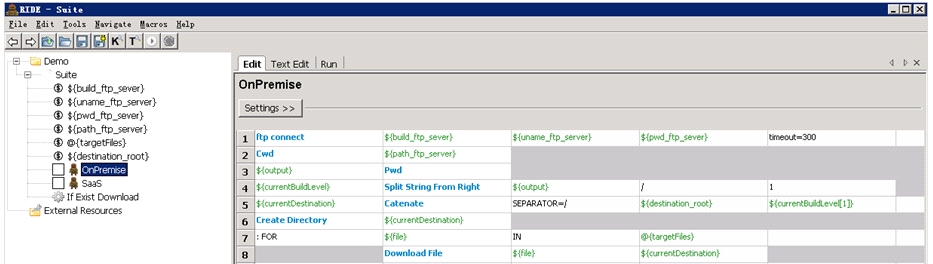 RIDE - Suite
File Edit Tools Navigate Macros Help
K T
Demo
Suite
${build_ftp_sever}
${uname_ftp_server}
${pwd_ftp_sever}
${path_ftp_server}
@{targetFiles}
${destination_root}
OnPremise
SaaS
If Exist Download
External Resources
Edit Text Edit Run
OnPremise
Settings >>
1 ftp connect ${build_ftp_sever} ${uname_ftp_server} ${pwd_ftp_sever} timeout=300
2 Cwd ${path_ftp_server}
3 ${output} Pwd
4 ${currentBuildLevel} Split String From Right ${output} / 1
5 ${currentDestination} Catenate SEPARATOR=/ ${destination_root} ${currentBuildLevel[1]}
6 Create Directory ${currentDestination}
7 : FOR ${file} IN @{targetFiles}
8 Download File ${file} ${currentDestination}